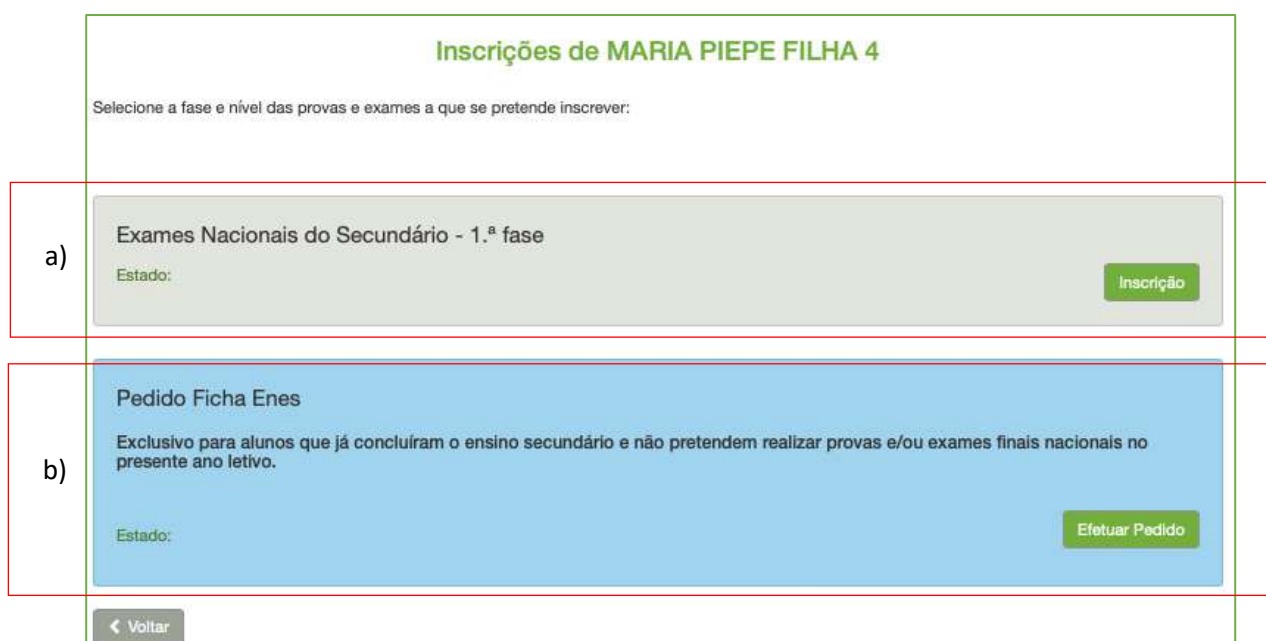 Inscrições de MARIA PIEPE FILHA 4
Selecione a fase e nível das provas e exames a que se pretende inscrever:
a)
Exames Nacionais do Secundário - 1.ª fase
Estado:
Inscrição
b)
Pedido Ficha Enes
Exclusivo para alunos que já concluíram o ensino secundário e não pretendem realizar provas e/ou exames finais nacionais no
presente ano letivo.
Estado:
Efetuar Pedido
Voltar